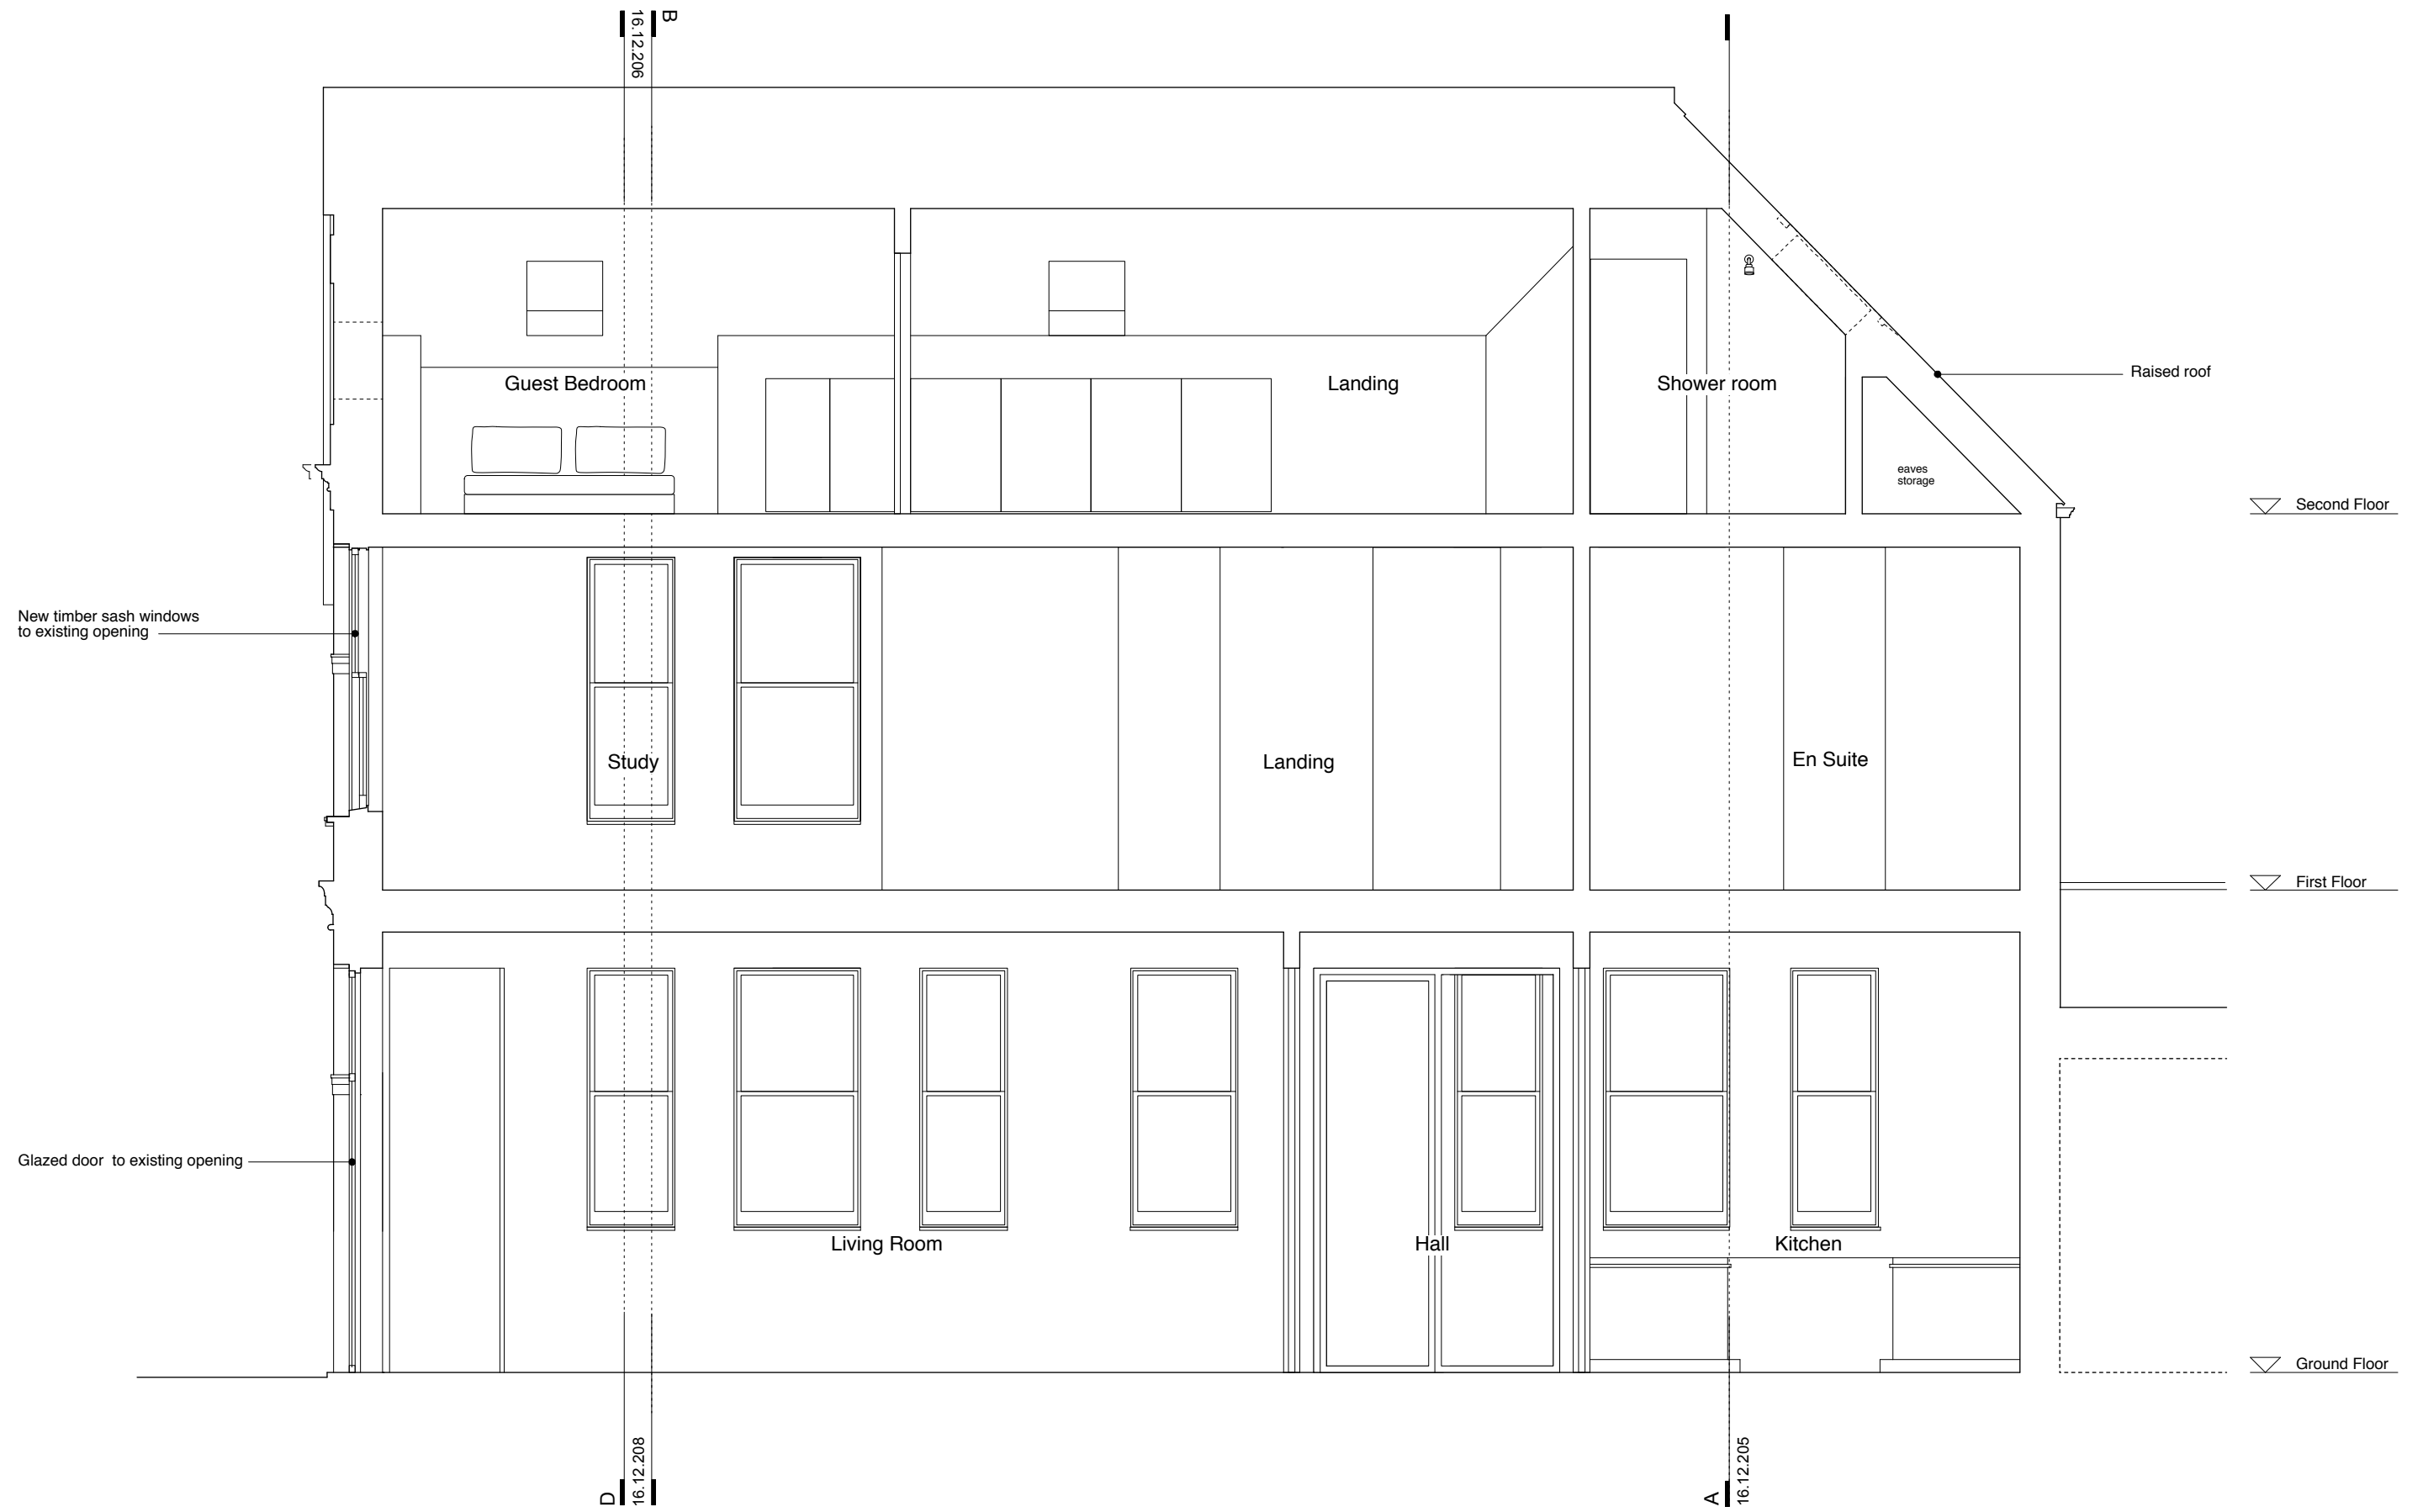 16.12.206
B
Guest Bedroom
Landing
Shower room
Raised roof
eaves
storage
Second Floor
New timber sash windows
to existing opening
Study
Landing
En Suite
First Floor
Glazed door  to existing opening
Living Room
Hall
Kitchen
Ground Floor
D
16.12.208
A
16.12.205